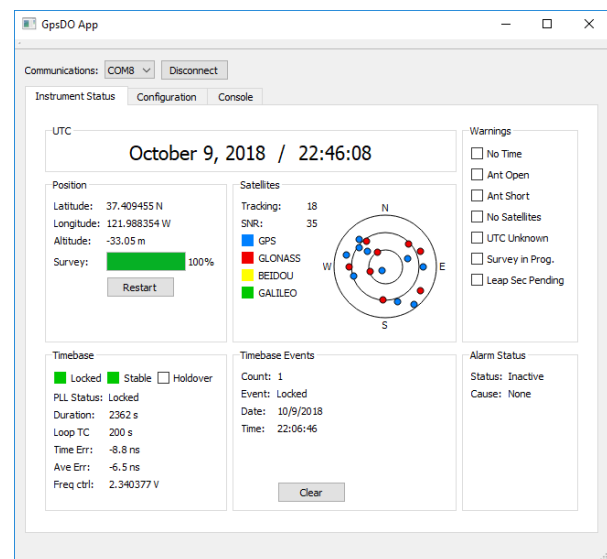 GpsDO App
Communications: COM8 Disconnect
Instrument Status Configuration Console
UTC
October 9, 2018 / 22:46:08
Position
Latitude: 37.409455 N
Longitude: 121.988354 W
Altitude: -33.05 m
Survey: 100%
Restart
Satellites
Tracking: 18
SNR: 35
GPS
GLONASS
BEIDOU
GALILEO
N
W
E
S
Warnings
No Time
Ant Open
Ant Short
No Satellites
UTC Unknown
Survey in Prog.
Leap Sec Pending
Timebase
Locked Stable Holdover
PLL Status: Locked
Duration: 2362 s
Loop TC 200 s
Time Err: -8.8 ns
Ave Err: -6.5 ns
Freq ctrl: 2.340377 V
Timebase Events
Count: 1
Event: Locked
Date: 10/9/2018
Time: 22:06:46
Clear
Alarm Status
Status: Inactive
Cause: None